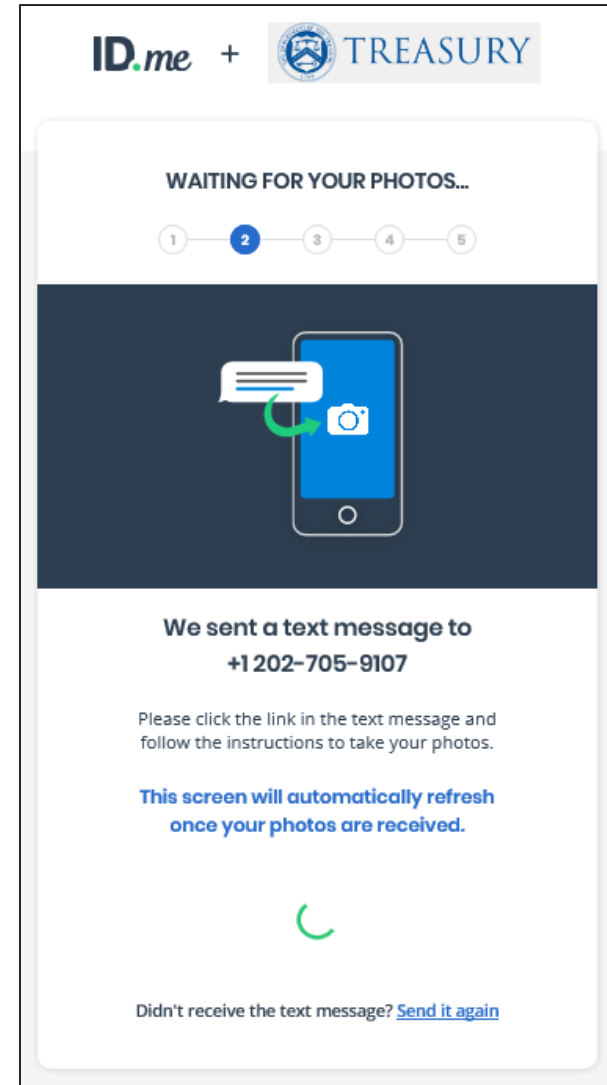 ID.me + TREASURY
WAITING FOR YOUR PHOTOS...
1 2 3 4 5
We sent a text message to
+1 202-705-9107
Please click the link in the text message and
follow the instructions to take your photos.
This screen will automatically refresh
once your photos are received.
Didn't receive the text message? Send it again